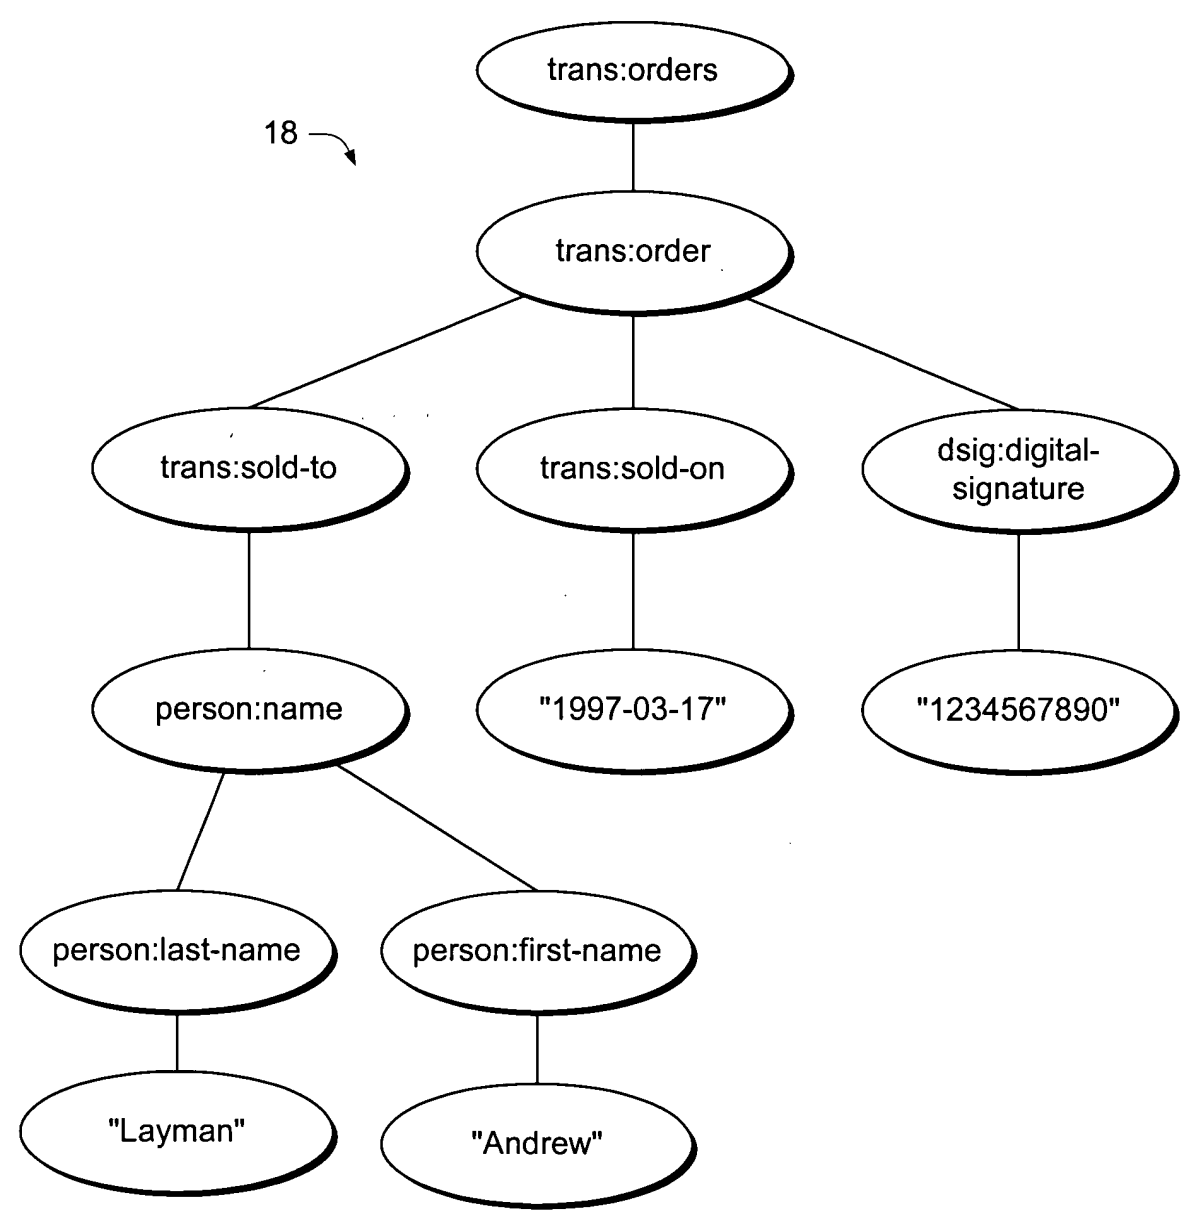 trans:orders
18
trans:order
trans:sold-to
trans:sold-on
dsig:digital-
signature
person:name
"1997-03-17"
"1234567890"
person:last-name
person:first-name
"Layman"
"Andrew"